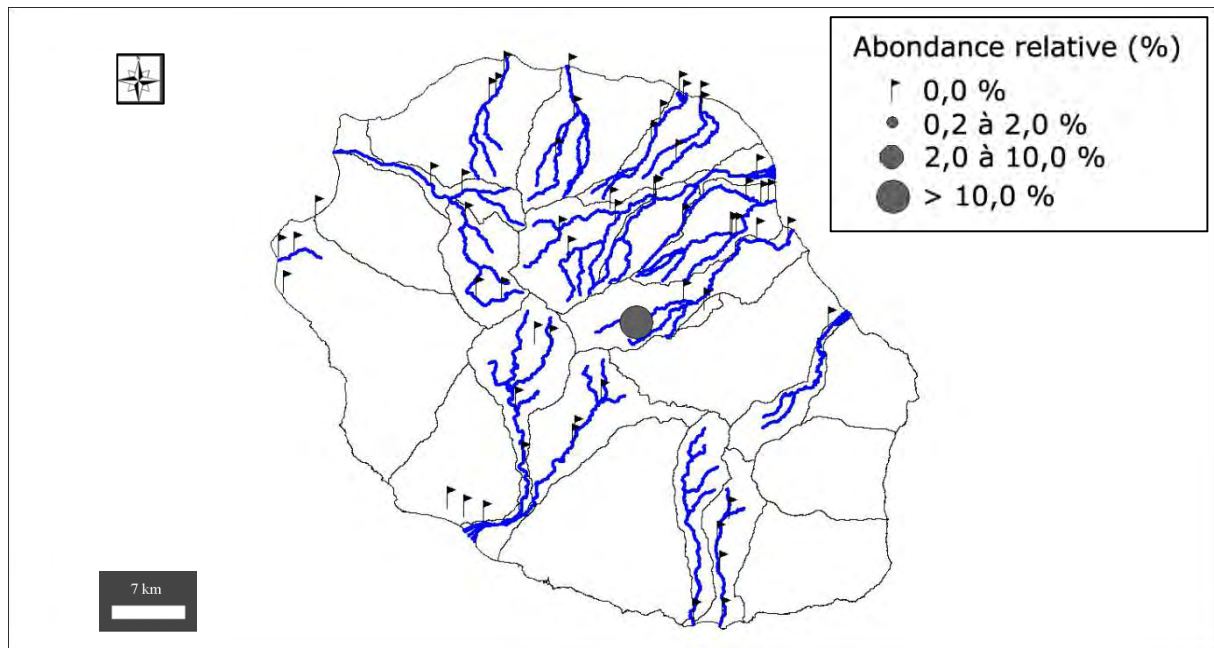 Abondance relative (%)
0,0 %
0,2 à 2,0 %
2,0 à 10,0 %
> 10,0 %
7 km